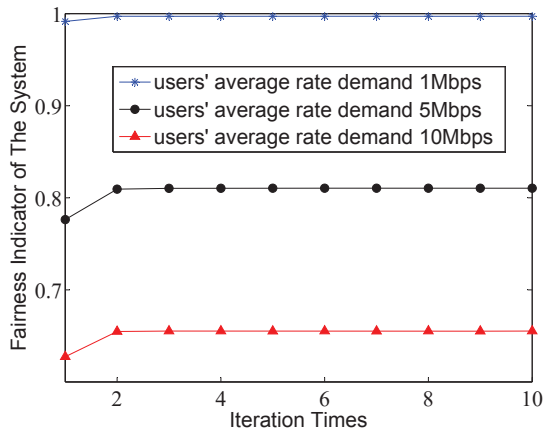 1
0.9
0.8
0.7
Fairness Indicator of The System
users' average rate demand 1Mbps
users' average rate demand 5Mbps
users' average rate demand 10Mbps
2 4 6 8 10
Iteration Times